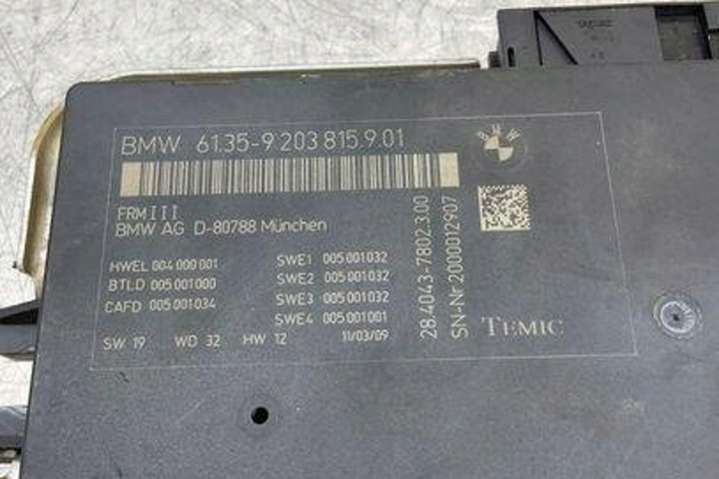 BMW 61.35-9 203 815.9.01
BMW
FRMIII
BMW AG D-80788 München
HWEL 004 000 001
BTLD 005 001 000
CAFD 005 001 034
SWE1 005 001 032
SWE2 005 001 032
SWE3 005 001 032
SWE4 005 001 001
SW 19 WD 32 HW 12 11/03/09
28.4043-7802.3.00
SN-Nr.2000012907
TEMIC